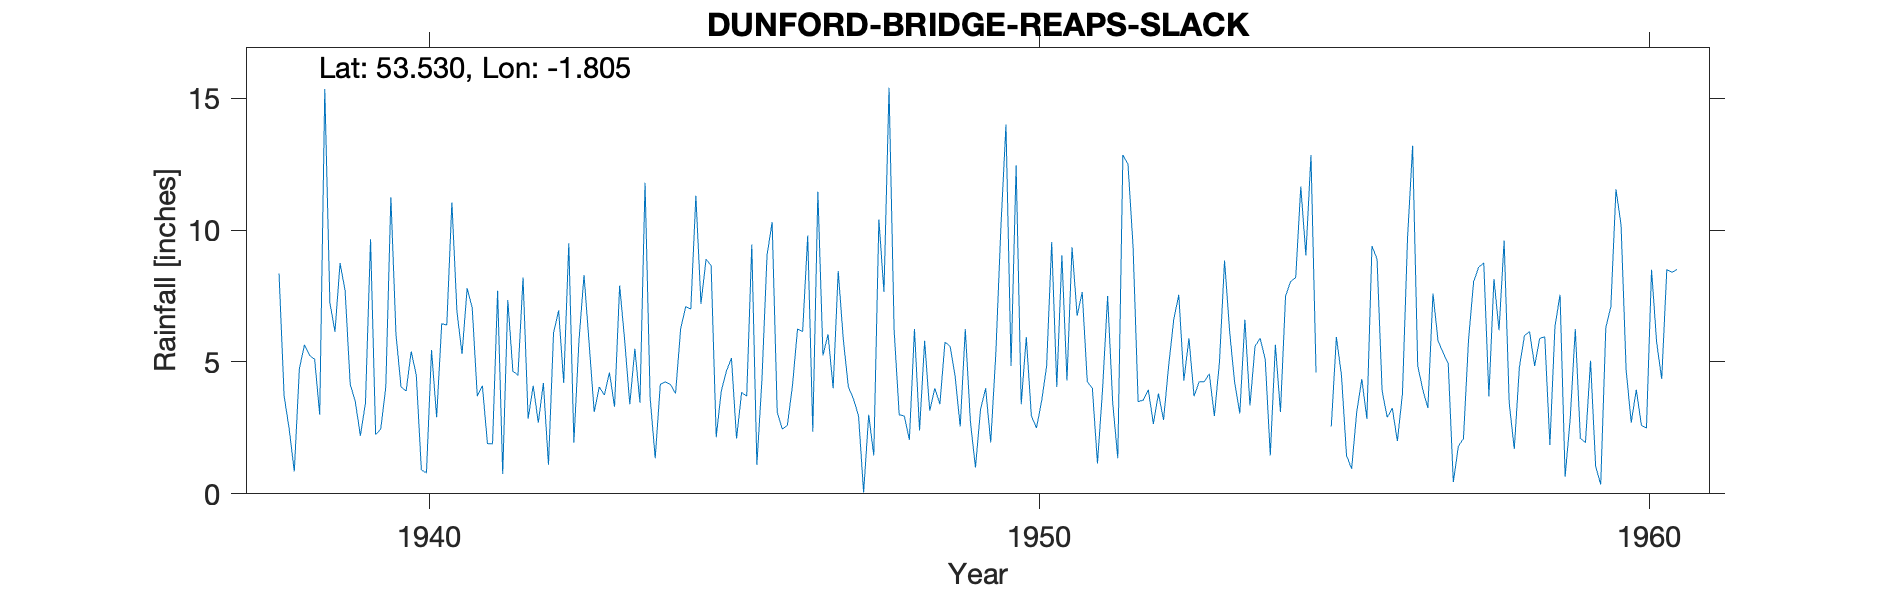 DUNFORD-BRIDGE-REAPS-SLACK
Lat: 53.530, Lon: -1.805
15
10
5
0
Rainfall [inches]
1940 1950 1960
Year